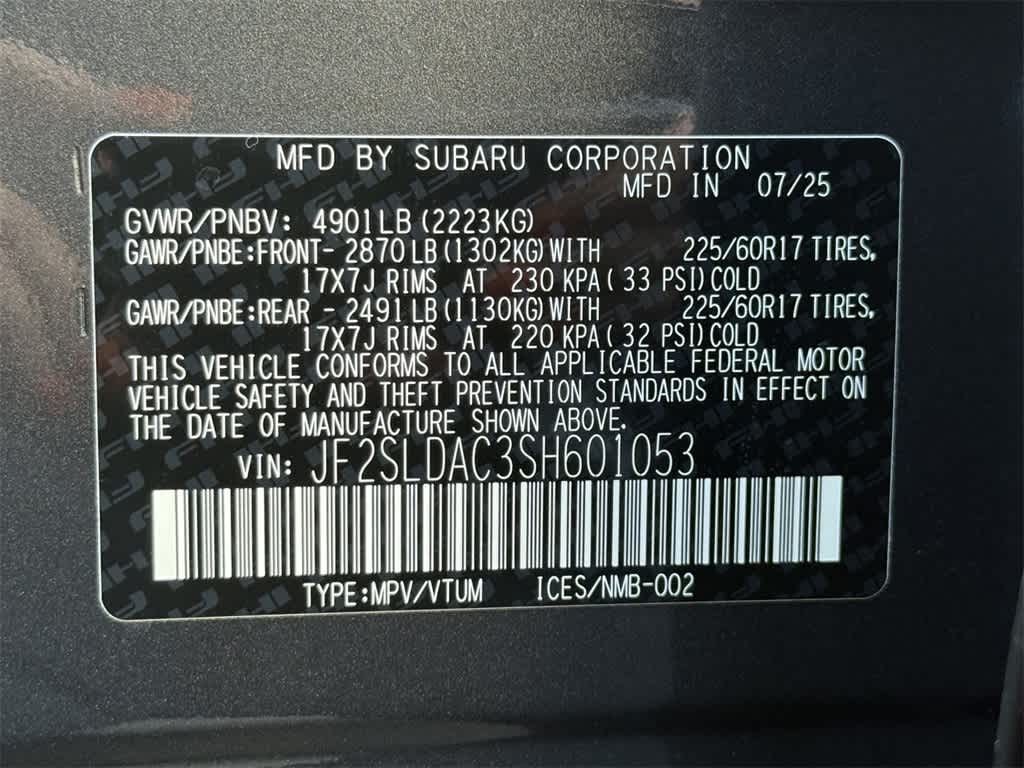 MFD BY SUBARU CORPORATION
MFD IN 07/25
GVWR/PNBV: 4901LB (2223KG)
GAWR/PNBE:FRONT- 2870 LB (1302KG) WITH 225/60R17 TIRES,
17X7J RIMS AT 230 KPA ( 33 PSI) COLD
GAWR/PNBE:REAR - 2491 LB (1130KG) WITH 225/60R17 TIRES,
17X7J RIMS AT 220 KPA ( 32 PSI) COLD
THIS VEHICLE CONFORMS TO ALL APPLICABLE FEDERAL MOTOR
VEHICLE SAFETY AND THEFT PREVENTION STANDARDS IN EFFECT ON
THE DATE OF MANUFACTURE SHOWN ABOVE.
VIN: JF2SLDAC3SH601053
TYPE:MPV/VTUM ICES/NMB-002